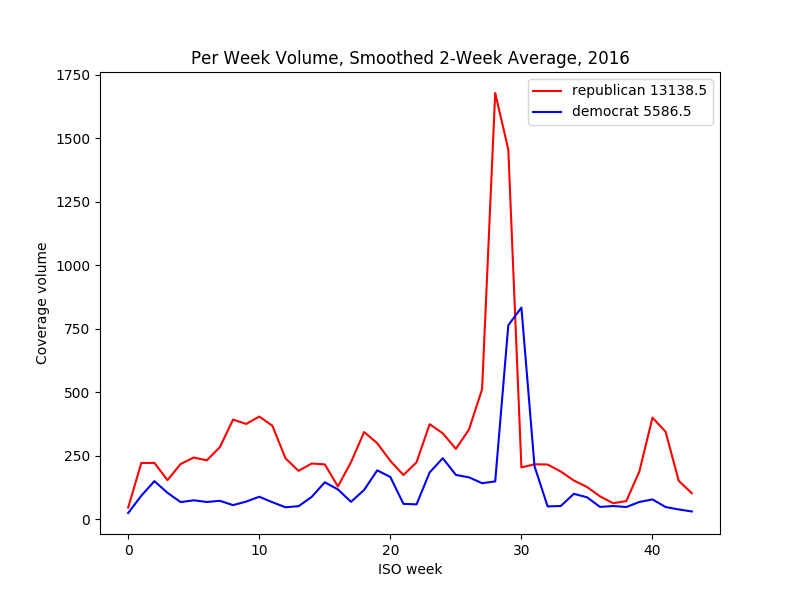 Per Week Volume, Smoothed 2-Week Average, 2016
republican 13138.5
democrat 5586.5
Coverage volume
1750
1500
1250
1000
750
500
250
0
0 10 20 30 40
ISO week